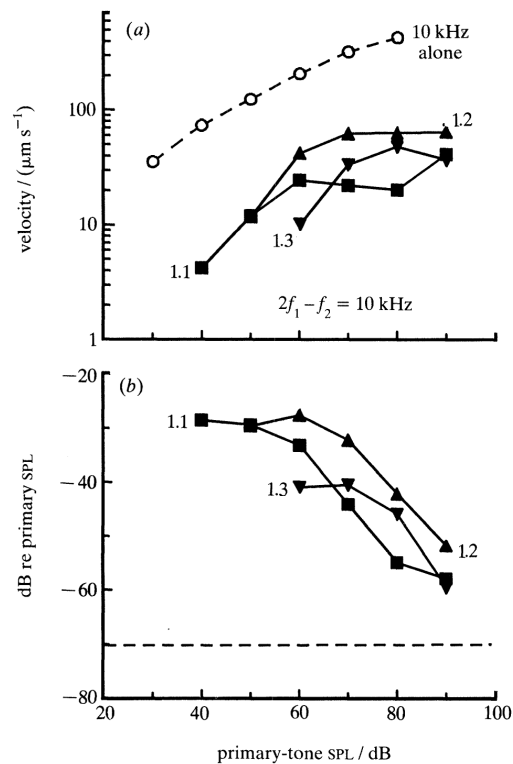 (a)
10 kHz
alone
100
10
1
velocity / (μm s⁻¹)
1.2
1.3
1.1
2f₁ – f₂ = 10 kHz
(b)
−20
−40
−60
−80
dB re primary SPL
1.1
1.3
1.2
20 40 60 80 100
primary-tone SPL / dB